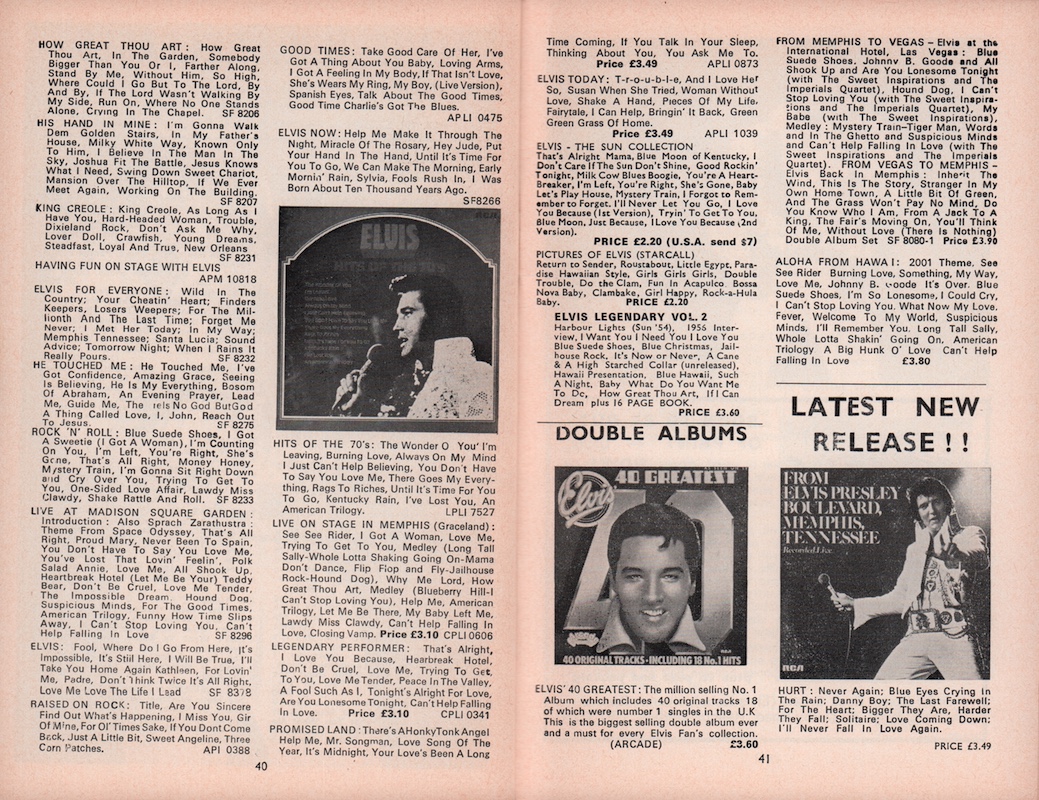 HOW GREAT THOU ART: How Great
Thou Art, In The Garden, Somebody
Bigger Than You Or I, Farther Along,
Stand By Me, Without Him, So High,
Where Could I Go But To The Lord, By
And By, If The Lord Wasn't Walking By
My Side, Run On, Where No One Stands
Alone, Crying In The Chapel. SF 8206
HIS HAND IN MINE: I'm Gonna Walk
Dem Golden Stairs, In My Father's
House, Milky White Way, Known Only
To Him, I Believe In The Man In The
Sky, Joshua Fit The Battle, Jesus Knows
What I Need, Swing Down Sweet Chariot,
Mansion Over The Hilltop, If We Ever
Meet Again, Working On The Building.
SF 8207
KING CREOLE: King Creole, As Long As I
Have You, Hard-Headed Woman, Trouble,
Dixieland Rock, Don't Ask Me Why,
Lover Doll, Crawfish, Young Dreams,
Steadfast, Loyal And True, New Orleans
SF 8231
HAVING FUN ON STAGE WITH ELVIS
APM 10818
ELVIS FOR EVERYONE: Wild In The
Country; Your Cheatin' Heart; Finders
Keepers, Losers Weepers; For The Mil-
lionth And The Last Time; Forget Me
Never; I Met Her Today; In My Way;
Memphis Tennessee; Santa Lucia; Sound
Advice; Tomorrow Night; When I Rains It
Really Pours. SF 8232
HE TOUCHED ME: He Touched Me, I've
Got Confidence, Amazing Grace, Seeing
Is Believing, He Is My Everything, Bosom
Of Abraham, An Evening Prayer, Lead
Me, Guide Me, The rels No God ButGod
A Thing Called Love, I, John, Reach Out
To Jesus. SF 8275
ROCK 'N' ROLL: Blue Suede Shoes, I Got
A Sweetie (I Got A Woman), I'm Counting
On You, I'm Left, You're Right, She's
Gone, That's All Right, Money Honey,
Mystery Train, I'm Gonna Sit Right Down
and Cry Over You, Trying To Get To
You, One-Sided Love Affair, Lawdy Miss
Clawdy, Shake Rattle And Roll. SF 8233
LIVE AT MADISON SQUARE GARDEN:
Introduction: Also Sprach Zarathustra:
Theme From Space Odyssey, That's All
Right, Proud Mary, Never Been To Spain,
You Don't Have To Say You Love Me,
You've Lost That Lovin' Feelin', Polk
Salad Annie, Love Me, All Shook Up,
Heartbreak Hotel (Let Me Be Your) Teddy
Bear, Don't Be Cruel, Love Me Tender,
The Impossible Dream, Hound Dog,
Suspicious Minds, For The Good Times,
American Trilogy, Funny How Time Slips
Away, I Can't Stop Loving You, Can't
Help Falling In Love SF 8296
ELVIS: Fool, Where Do I Go From Here, It's
Impossible, It's Still Here, I Will Be True, I'll
Take You Home Again Kathleen, For Lovin'
Me, Padre, Don't Think Twice It's All Right,
Love Me Love The Life I Lead SF 8378
RAISED ON ROCK: Title, Are You Sincere
Find Out What's Happening, I Miss You, Gir
Of Mine, For Ol' Times Sake, If You Dont Come
Back, Just A Little Bit, Sweet Angeline, Three
Corn Patches. API 0388
40
GOOD TIMES: Take Good Care Of Her, I've
Got A Thing About You Baby, Loving Arms,
I Got A Feeling In My Body, If That Isn't Love,
She's Wears My Ring, My Boy, (Live Version),
Spanish Eyes, Talk About The Good Times,
Good Time Charlie's Got The Blues.
APLI 0475
ELVIS NOW: Help Me Make It Through The
Night, Miracle Of The Rosary, Hey Jude, Put
Your Hand In The Hand, Until It's Time For
You To Go, We Can Make The Morning, Early
Mornin' Rain, Sylvia, Fools Rush In, I Was
Born About Ten Thousand Years Ago.
SF8266
RCA
ELVIS
HITS OF THE 70's: The Wonder O You' I'm
Leaving, Burning Love, Always On My Mind
I Just Can't Help Believing, You Don't Have
To Say You Love Me, There Goes My Every-
thing, Rags To Riches, Until It's Time For You
To Go, Kentucky Rain, I've Lost You, An
American Trilogy. LPLI 7527
LIVE ON STAGE IN MEMPHIS (Graceland):
See See Rider, I Got A Woman, Love Me,
Trying To Get To You, Medley (Long Tall
Sally-Whole Lotta Shaking Going On-Mama
Don't Dance, Flip Flop and Fly-Jailhouse
Rock-Hound Dog), Why Me Lord, How
Great Thou Art, Medley (Blueberry Hill-I
Can't Stop Loving You), Help Me, American
Trilogy, Let Me Be There, My Baby Left Me,
Lawdy Miss Clawdy, Can't Help Falling In
Love, Closing Vamp. Price £3.10 CPLI 0606
LEGENDARY PERFORMER: That's Alright,
I Love You Because, Hearbreak Hotel,
Don't Be Cruel, Love Me, Trying To Get
To You, Love Me Tender, Peace In The Valley,
A Fool Such As I, Tonight's Alright For Love,
Are You Lonesome Tonight, Can't Help Falling
In Love. Price £3.10 CPLI 0341
PROMISED LAND: There's AHonkyTonk Angel
Help Me, Mr. Songman, Love Song Of The
Year, It's Midnight, Your Love's Been A Long
Time Coming, If You Talk In Your Sleep,
Thinking About You, You Ask Me To.
Price £3.49 APLI 0873
ELVIS TODAY: T-r-o-u-b-l-e, And I Love Her
So, Susan When She Tried, Woman Without
Love, Shake A Hand, Pieces Of My Life,
Fairytale, I Can Help, Bringin' It Back, Green
Green Grass Of Home.
Price £3.49 APLI 1039
ELVIS - THE SUN COLLECTION
That's Alright Mama, Blue Moon of Kentucky, I
Don't Care If The Sun Don't Shine, Good Rockin'
Tonight, Milk Cow Blues Boogie, You're A Heart-
Breaker, I'm Left, You're Right, She's Gone, Baby
Let's Play House, Mystery Train, I Forgot to Rem-
ember to Forget. I'll Never Let You Go, I Love
You Because (1st Version), Tryin' To Get To You,
Blue Moon, Just Because, I Love You Because (2nd
Version).
PRICE £2.20 (U.S.A. send $7)
PICTURES OF ELVIS (STARCALL)
Return to Sender, Roustabout, Little Egypt, Para-
dise Hawaiian Style, Girls Girls Girls, Double
Trouble, Do the Clam, Fun In Acapulco Bossa
Nova Baby, Clambake, Girl Happy, Rock-a-Hula
Baby. PRICE £2.20
ELVIS LEGENDARY VOL. 2
Harbour Lights (Sun '54), 1956 Inter-
view, I Want You I Need You I Love You
Blue Suede Shoes, Blue Christmas, Jail-
house Rock, It's Now or Never, A Cane
& A High Starched Collar (unreleased),
Hawaii Presentation, Blue Hawaii, Such
A Night, Baby What Do You Want Me
To Do, How Great Thou Art, If I Can
Dream plus 16 PAGE BOOK.
PRICE £3.60
DOUBLE ALBUMS
Elvis
40 GREATEST
40
ARCADE
40 ORIGINAL TRACKS · INCLUDING 18 No.1 HITS
ELVIS' 40 GREATEST: The million selling No. 1
Album which includes 40 original tracks 18
of which were number 1 singles in the U.K
This is the biggest selling double album ever
and a must for every Elvis Fan's collection.
(ARCADE) £3.60
41
FROM MEMPHIS TO VEGAS – Elvis at the
International Hotel, Las Vegas: Blue
Suede Shoes, Johnny B. Goode and All
Shook Up and Are You Lonesome Tonight
(with The Sweet Inspirations and The
Imperials Quartet), Hound Dog, I Can't
Stop Loving You (with The Sweet Inspira-
tions and The Imperials Quartet), My
Babe (with The Sweet Inspirations),
Medley: Mystery Train–Tiger Man, Words
and In The Ghetto and Suspicious Minds
and Can't Help Falling In Love (with The
Sweet Inspirations and The Imperials
Quartet). FROM VEGAS TO MEMPHIS –
Elvis Back In Memphis: Inherit The
Wind, This Is The Story, Stranger In My
Own Home Town, A Little Bit Of Green,
And The Grass Won't Pay No Mind, Do
You Know Who I Am, From A Jack To A
King, The Fair's Moving On, You'll Think
Of Me, Without Love (There Is Nothing)
Double Album Set SF 8080-1 Price £3.90
ALOHA FROM HAWAI I: 2001 Theme, See
See Rider Burning Love, Something, My Way,
Love Me, Johnny B. Goode It's Over. Blue
Suede Shoes, I'm So Lonesome, I Could Cry,
I Can't Stop Loving You. What Now My Love.
Fever, Welcome To My World, Suspicious
Minds, I'll Remember You. Long Tall Sally,
Whole Lotta Shakin' Going On, American
Triology A Big Hunk O' Love Can't Help
Falling In Love £3.80
LATEST NEW
RELEASE!!
FROM
ELVIS PRESLEY
BOULEVARD,
MEMPHIS,
TENNESSEE
Recorded Live
RCA
HURT: Never Again; Blue Eyes Crying In
The Rain; Danny Boy; The Last Farewell;
For The Heart; Bigger They Are, Harder
They Fall; Solitaire; Love Coming Down;
I'll Never Fall In Love Again.
PRICE £3.49